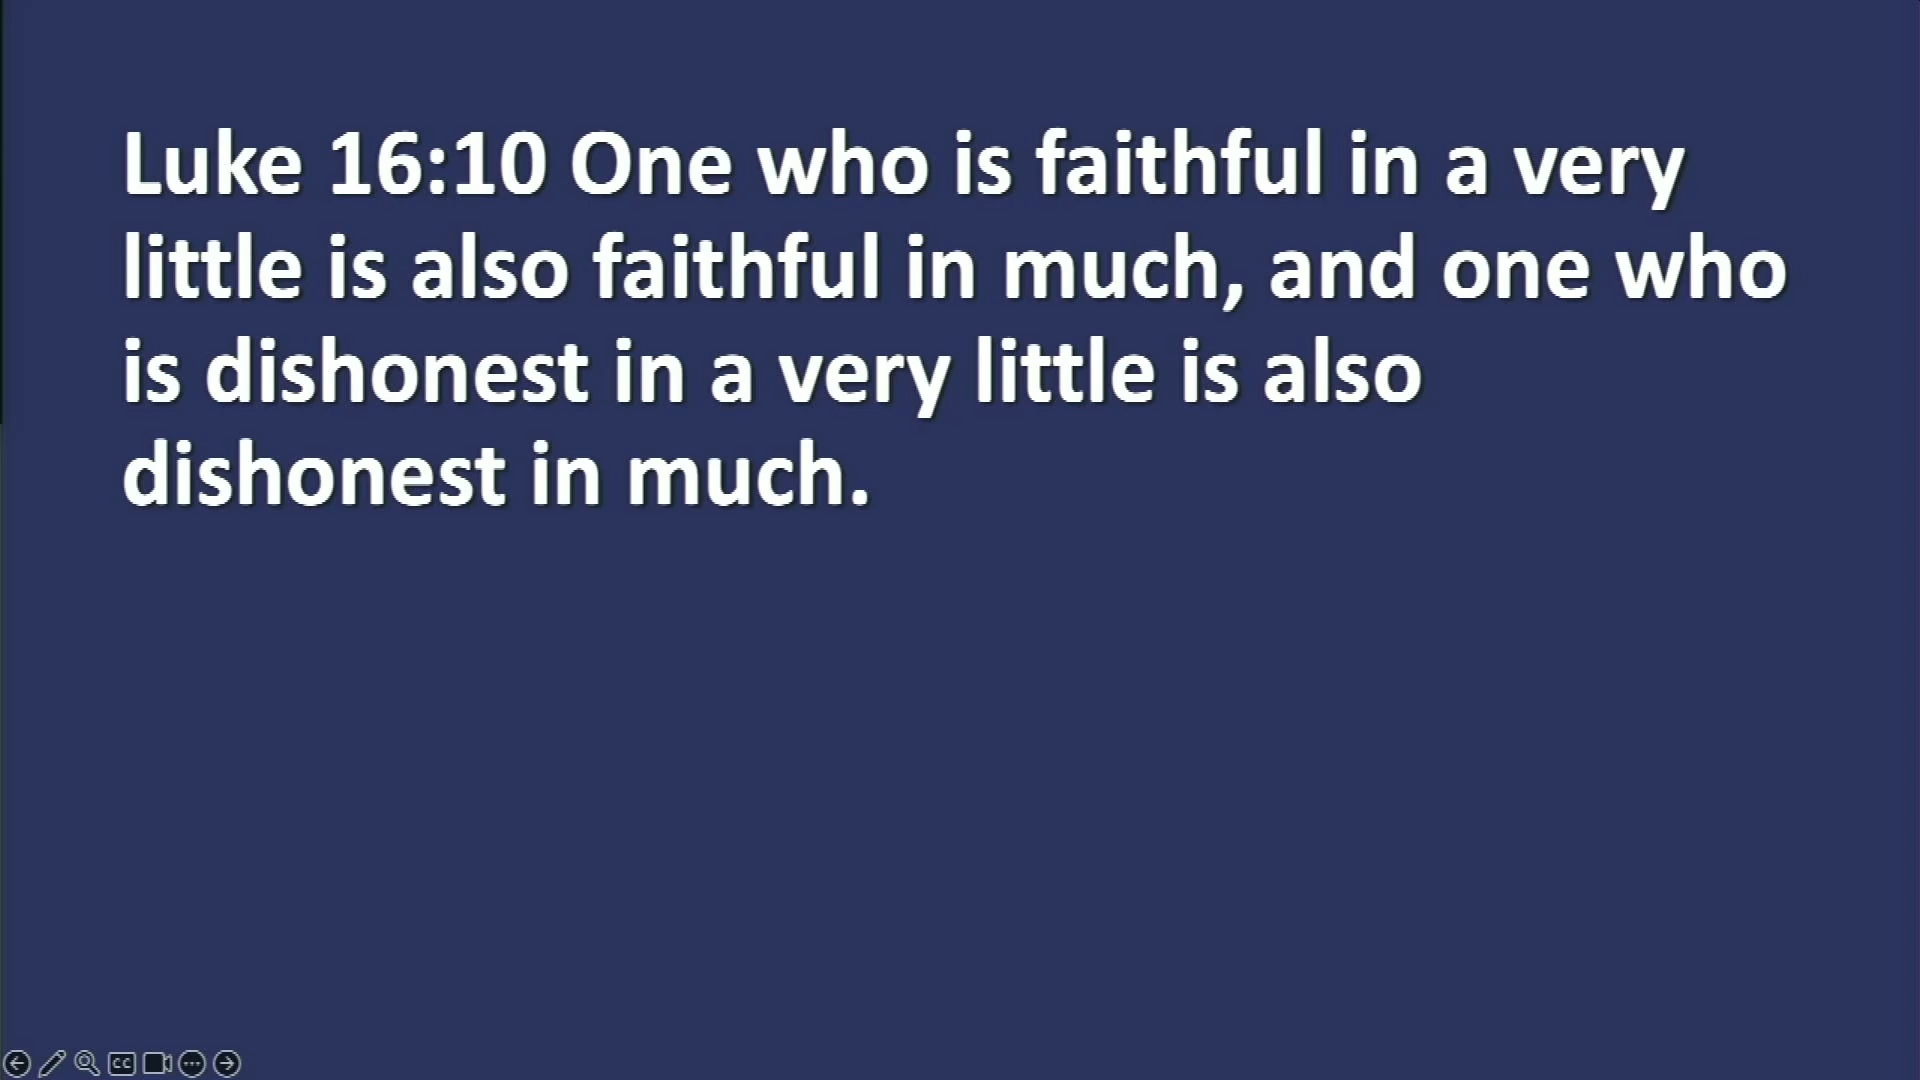 Luke 16:10 One who is faithful in a very
little is also faithful in much, and one who
is dishonest in a very little is also
dishonest in much.
CC